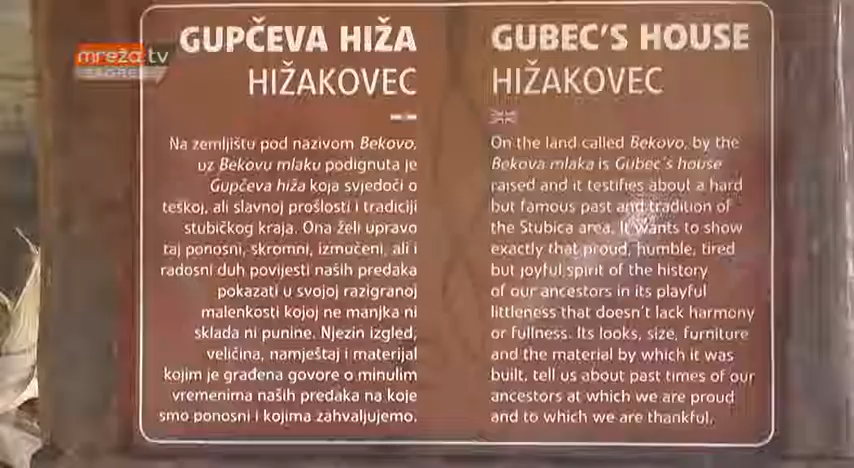 mreža tv
ZAGREB
GUPČEVA HIŽA
HIŽAKOVEC
Na zemljištu pod nazivom Bekovo,
uz Bekovu mlaku podignuta je
Gupčeva hiža koja svjedoči o
teškoj, ali slavnoj prošlosti i tradiciji
stubičkog kraja. Ona želi upravo
taj ponosni, skromni, izmučeni, ali i
radosni duh povijesti naših predaka
pokazati u svojoj razigranoj
malenkosti kojoj ne manjka ni
sklada ni punine. Njezin izgled,
veličina, namještaj i materijal
kojim je građena govore o minulim
vremenima naših predaka na koje
smo ponosni i kojima zahvaljujemo.
GUBEC'S HOUSE
HIŽAKOVEC
On the land called Bekovo, by the
Bekova mlaka is Gubec's house
raised and it testifies about a hard
but famous past and tradition of
the Stubica area. It wants to show
exactly that proud, humble, tired
but joyful spirit of the history
of our ancestors in its playful
littleness that doesn't lack harmony
or fullness. Its looks, size, furniture
and the material by which it was
built, tell us about past times of our
ancestors at which we are proud
and to which we are thankful.